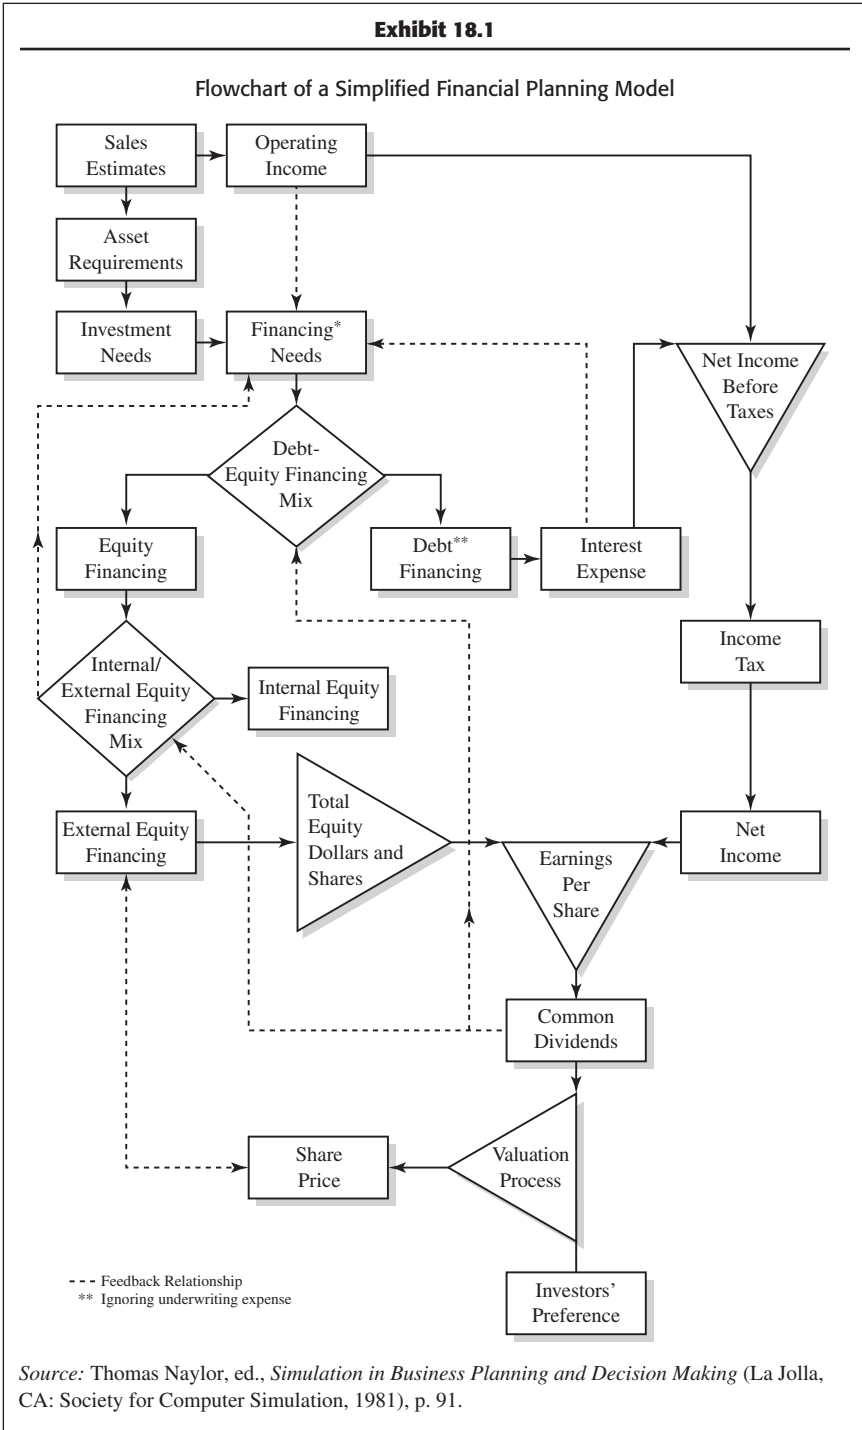 Exhibit 18.1
Flowchart of a Simplified Financial Planning Model
Sales
Estimates
Operating
Income
Asset
Requirements
Investment
Needs
Financing*
Needs
Net Income
Before
Taxes
Debt-
Equity Financing
Mix
Equity
Financing
Debt**
Financing
Interest
Expense
Income
Tax
Internal/
External Equity
Financing
Mix
Internal Equity
Financing
External Equity
Financing
Total
Equity
Dollars and
Shares
Earnings
Per
Share
Net
Income
Common
Dividends
Share
Price
Valuation
Process
Investors'
Preference
--- Feedback Relationship
** Ignoring underwriting expense
Source: Thomas Naylor, ed., Simulation in Business Planning and Decision Making (La Jolla,
CA: Society for Computer Simulation, 1981), p. 91.